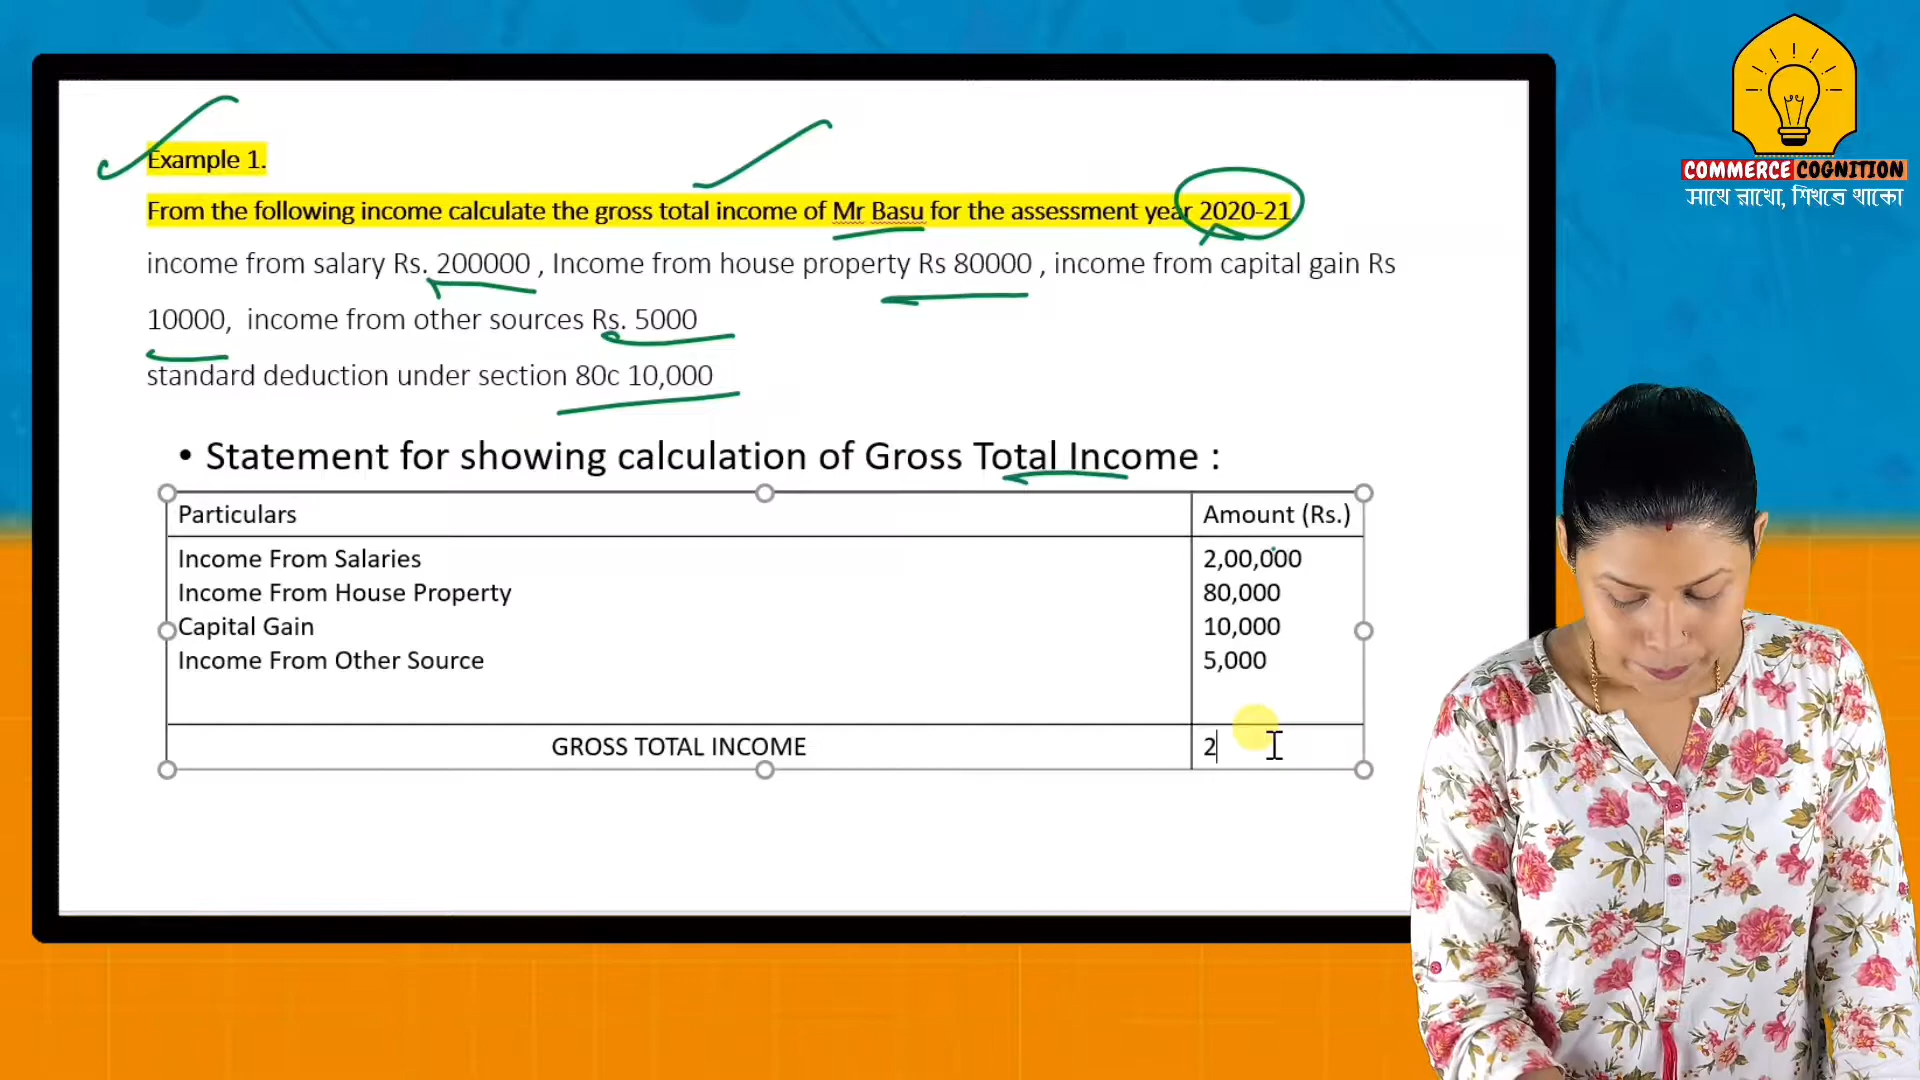 COMMERCE COGNITION
সাথে রাখো, শিখতে থাকো
Example 1.
From the following income calculate the gross total income of Mr Basu for the assessment year 2020-21
income from salary Rs. 200000 , Income from house property Rs 80000 , income from capital gain Rs
10000, income from other sources Rs. 5000
standard deduction under section 80c 10,000
• Statement for showing calculation of Gross Total Income :
Particulars Amount (Rs.)
Income From Salaries 2,00,000
Income From House Property 80,000
Capital Gain 10,000
Income From Other Source 5,000
GROSS TOTAL INCOME 2